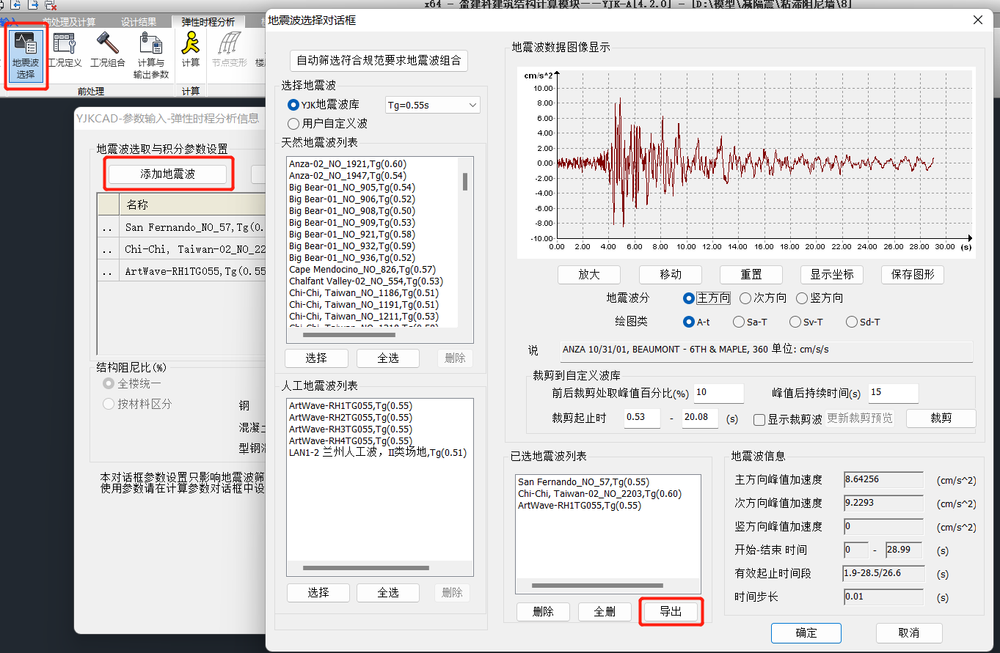 x64 - 盈建科建筑结构计算模块——YJK-A[4.2.0] - [D:\模型\减隔震\粘滞阻尼墙\8]
前处理及计算 设计结果 弹性时程分析
地震波选择 工况定义 工况组合 计算与输出参数 计算 节点变形
前处理 计算
YJKCAD-参数输入-弹性时程分析信息
地震波选取与积分参数设置
添加地震波
名称
.. San Fernando_NO_57,Tg(0.
.. Chi-Chi, Taiwan-02_NO_22
.. ArtWave-RH1TG055,Tg(0.55
结构阻尼比(%)
全楼统一
按材料区分
钢
混凝土
型钢
本对话框参数设置只影响地震波筛
使用参数请在计算参数对话框中设
地震波选择对话框
自动筛选符合规范要求地震波组合
选择地震波
YJK地震波库 Tg=0.55s
用户自定义波
天然地震波列表
Anza-02_NO_1921,Tg(0.60)
Anza-02_NO_1947,Tg(0.54)
Big Bear-01_NO_905,Tg(0.54)
Big Bear-01_NO_906,Tg(0.52)
Big Bear-01_NO_908,Tg(0.50)
Big Bear-01_NO_909,Tg(0.53)
Big Bear-01_NO_921,Tg(0.58)
Big Bear-01_NO_932,Tg(0.59)
Big Bear-01_NO_936,Tg(0.52)
Cape Mendocino_NO_826,Tg(0.57)
Chalfant Valley-02_NO_554,Tg(0.53)
Chi-Chi, Taiwan_NO_1186,Tg(0.51)
Chi-Chi, Taiwan_NO_1191,Tg(0.51)
Chi-Chi, Taiwan_NO_1211,Tg(0.53)
选择 全选 删除
人工地震波列表
ArtWave-RH1TG055,Tg(0.55)
ArtWave-RH2TG055,Tg(0.55)
ArtWave-RH3TG055,Tg(0.55)
ArtWave-RH4TG055,Tg(0.55)
LAN1-2 兰州人工波，II类场地,Tg(0.51)
选择 全选 删除
地震波数据图像显示
cm/s^2
10.00
8.00
6.00
4.00
2.00
0.00
-2.00
-4.00
-6.00
-8.00
-10.00
0.00 2.00 4.00 6.00 8.00 10.00 12.00 14.00 16.00 18.00 20.00 22.00 24.00 26.00 28.00 30.00 (s)
放大 移动 重置 显示坐标 保存图形
地震波分 主方向 次方向 竖方向
绘图类 A-t Sa-T Sv-T Sd-T
说 ANZA 10/31/01, BEAUMONT - 6TH & MAPLE, 360 单位: cm/s/s
裁剪到自定义波库
前后裁剪处取峰值百分比(%) 10 峰值后持续时间(s) 15
裁剪起止时 0.53 - 20.08 (s) 显示裁剪波 更新裁剪预览 裁剪
已选地震波列表
San Fernando_NO_57,Tg(0.55)
Chi-Chi, Taiwan-02_NO_2203,Tg(0.60)
ArtWave-RH1TG055,Tg(0.55)
删除 全删 导出
地震波信息
主方向峰值加速度 8.64256 (cm/s^2)
次方向峰值加速度 9.2293 (cm/s^2)
竖方向峰值加速度 0 (cm/s^2)
开始-结束 时间 0 - 28.99 (s)
有效起止时间段 1.9-28.5/26.6 (s)
时间步长 0.01 (s)
确定 取消